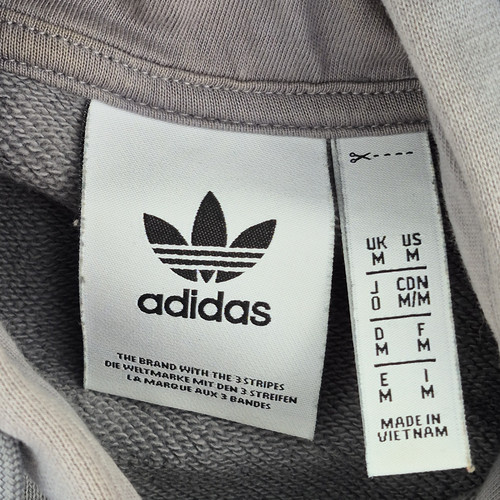 adidas
THE BRAND WITH THE 3 STRIPES
DIE WELTMARKE MIT DEN 3 STREIFEN
LA MARQUE AUX 3 BANDES
UK US
M M
J CDN
O M/M
D F
M M
E I
M M
MADE IN
VIETNAM